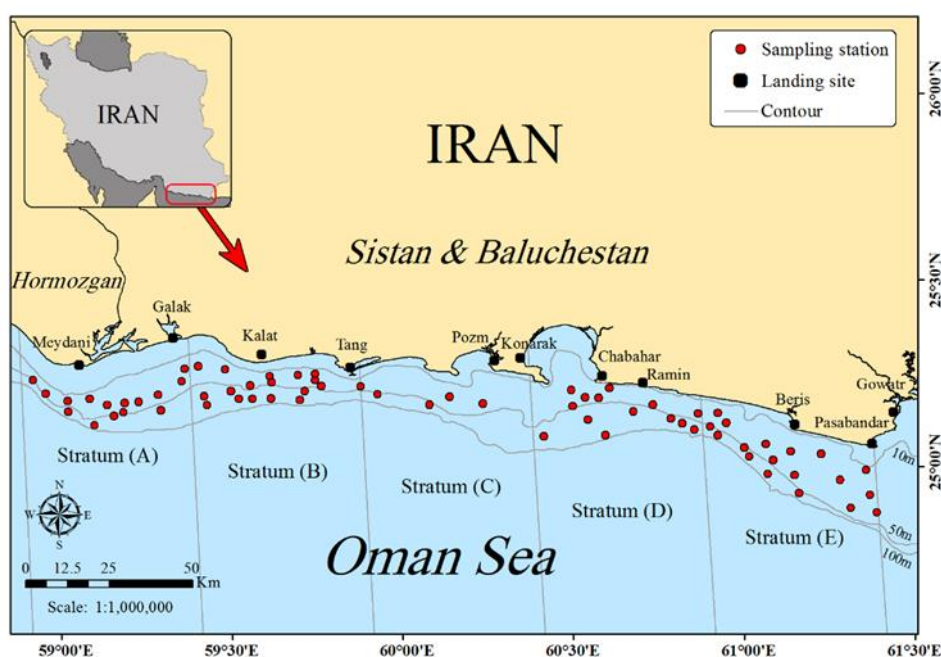 IRAN
Sampling station
Landing site
Contour
IRAN
Sistan & Baluchestan
Hormozgan
Galak
Meydani
Kalat
Tang
Pozm
Konarak
Chabahar
Ramin
Beris
Gowatr
Pasabandar
10m
50m
100m
Stratum (A)
Stratum (B)
Stratum (C)
Stratum (D)
Stratum (E)
Oman Sea
N
W E
S
0 12.5 25 50
Km
Scale: 1:1,000,000
26°00'N
25°30'N
25°00'N
59°00'E 59°30'E 60°00'E 60°30'E 61°00'E 61°30'E